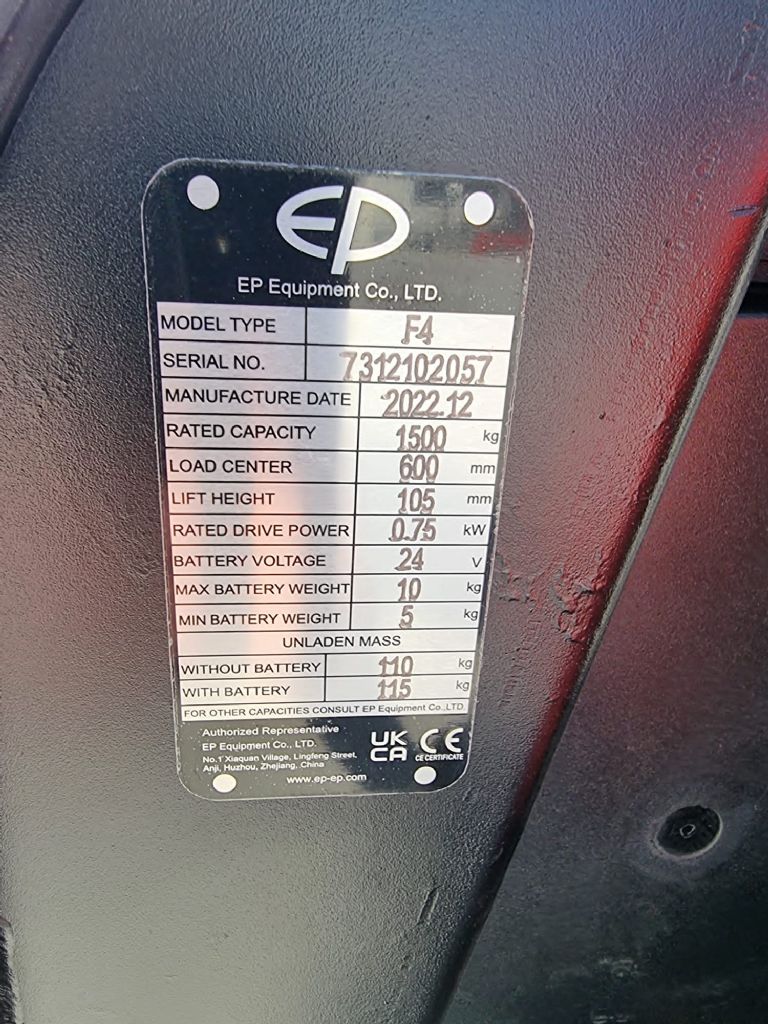 EP
EP Equipment Co., LTD.
MODEL TYPE F4
SERIAL NO. 7312102057
MANUFACTURE DATE 2022.12
RATED CAPACITY 1500 kg
LOAD CENTER 600 mm
LIFT HEIGHT 105 mm
RATED DRIVE POWER 0.75 kW
BATTERY VOLTAGE 24 V
MAX BATTERY WEIGHT 10 kg
MIN BATTERY WEIGHT 5 kg
UNLADEN MASS
WITHOUT BATTERY 110 kg
WITH BATTERY 115 kg
FOR OTHER CAPACITIES CONSULT EP Equipment Co.,LTD.
Authorized Representative
EP Equipment Co., LTD.
No.1 Xiaquan Village, Lingfeng Street,
Anji, Huzhou, Zhejiang, China
www.ep-ep.com
UK
CA
CE
CE CERTIFICATE